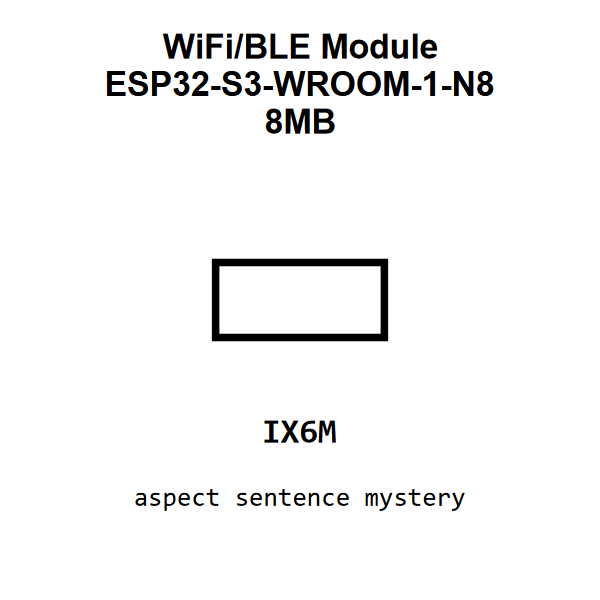 WiFi/BLE Module
ESP32-S3-WROOM-1-N8
8MB
IX6M
aspect sentence mystery